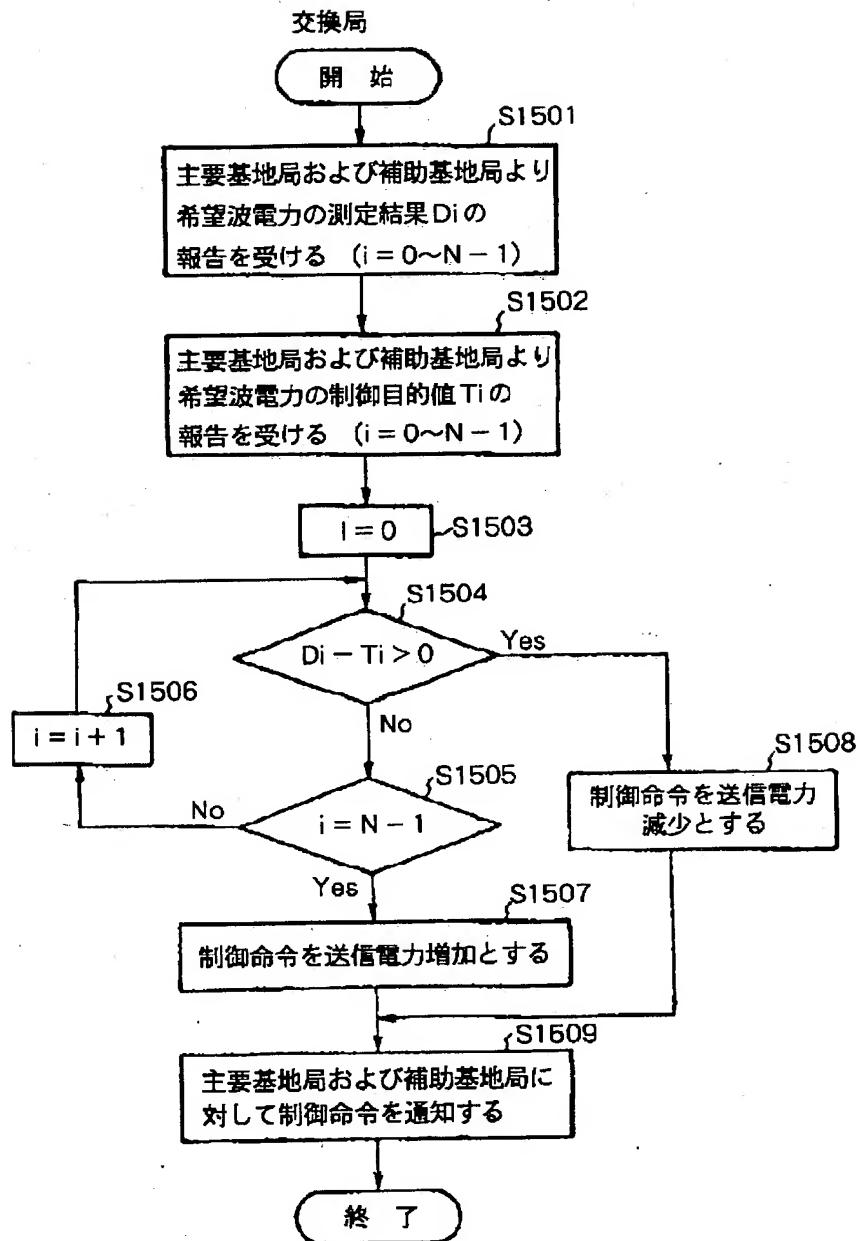 交換局
開 始
S1501
主要基地局および補助基地局より
希望波電力の測定結果Diの
報告を受ける (i=0~N-1)
S1502
主要基地局および補助基地局より
希望波電力の制御目的値Tiの
報告を受ける (i=0~N-1)
I=0
S1503
S1504
Di-Ti>0
Yes
S1506
i=i+1
No
S1508
制御命令を送信電力
減少とする
S1505
No
i=N-1
Yes
S1507
制御命令を送信電力増加とする
S1509
主要基地局および補助基地局に
対して制御命令を通知する
終 了